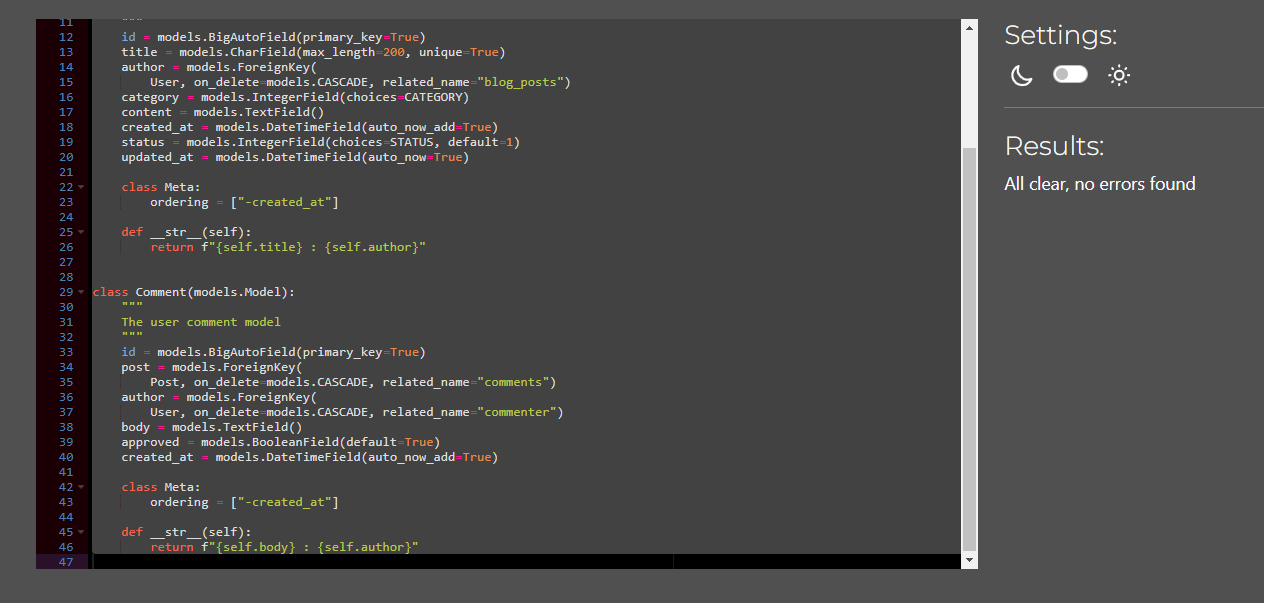 11     """
12     id = models.BigAutoField(primary_key=True)
13     title = models.CharField(max_length=200, unique=True)
14     author = models.ForeignKey(
15         User, on_delete=models.CASCADE, related_name="blog_posts")
16     category = models.IntegerField(choices=CATEGORY)
17     content = models.TextField()
18     created_at = models.DateTimeField(auto_now_add=True)
19     status = models.IntegerField(choices=STATUS, default=1)
20     updated_at = models.DateTimeField(auto_now=True)
21
22     class Meta:
23         ordering = ["-created_at"]
24
25     def __str__(self):
26         return f"{self.title} : {self.author}"
27
28
29 class Comment(models.Model):
30     """
31     The user comment model
32     """
33     id = models.BigAutoField(primary_key=True)
34     post = models.ForeignKey(
35         Post, on_delete=models.CASCADE, related_name="comments")
36     author = models.ForeignKey(
37         User, on_delete=models.CASCADE, related_name="commenter")
38     body = models.TextField()
39     approved = models.BooleanField(default=True)
40     created_at = models.DateTimeField(auto_now_add=True)
41
42     class Meta:
43         ordering = ["-created_at"]
44
45     def __str__(self):
46         return f"{self.body} : {self.author}"
47
Settings:
Results:
All clear, no errors found